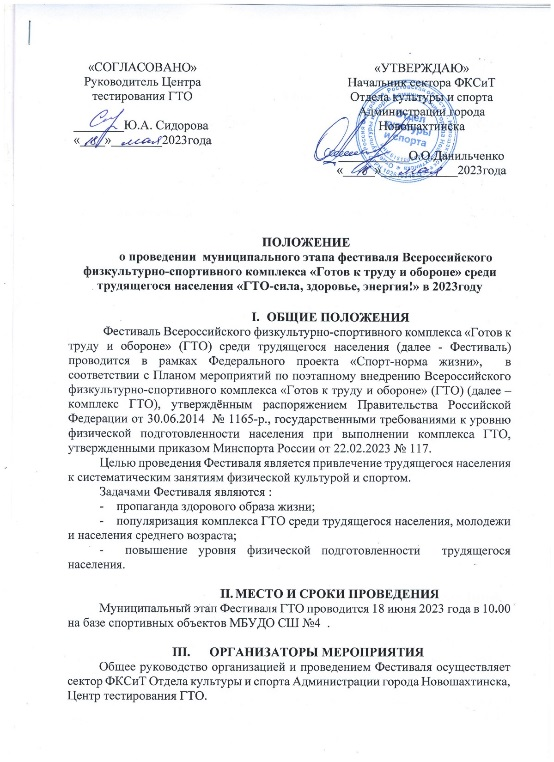 «СОГЛАСОВАНО»
Руководитель Центра
тестирования ГТО
________ Ю.А. Сидорова
«18» мая 2023года
«УТВЕРЖДАЮ»
Начальник сектора ФКСиТ
Отдела культуры и спорта
Администрации города
Новошахтинска
О.О.Данильченко
«18» мая 2023года
ПОЛОЖЕНИЕ
о проведении муниципального этапа фестиваля Всероссийского
физкультурно-спортивного комплекса «Готов к труду и обороне» среди
трудящегося населения «ГТО-сила, здоровье, энергия!» в 2023году
I. ОБЩИЕ ПОЛОЖЕНИЯ
Фестиваль Всероссийского физкультурно-спортивного комплекса «Готов к
труду и обороне» (ГТО) среди трудящегося населения (далее - Фестиваль)
проводится в рамках Федерального проекта «Спорт-норма жизни», в
соответствии с Планом мероприятий по поэтапному внедрению Всероссийского
физкультурно-спортивного комплекса «Готов к труду и обороне» (ГТО) (далее –
комплекс ГТО), утверждённым распоряжением Правительства Российской
Федерации от 30.06.2014 № 1165-р., государственными требованиями к уровню
физической подготовленности населения при выполнении комплекса ГТО,
утвержденными приказом Минспорта России от 22.02.2023 № 117.
Целью проведения Фестиваля является привлечение трудящегося населения
к систематическим занятиям физической культурой и спортом.
Задачами Фестиваля являются :
- пропаганда здорового образа жизни;
- популяризация комплекса ГТО среди трудящегося населения, молодежи
и населения среднего возраста;
- повышение уровня физической подготовленности трудящегося
населения.
II. МЕСТО И СРОКИ ПРОВЕДЕНИЯ
Муниципальный этап Фестиваля ГТО проводится 18 июня 2023 года в 10.00
на базе спортивных объектов МБУДО СШ №4 .
III. ОРГАНИЗАТОРЫ МЕРОПРИЯТИЯ
Общее руководство организацией и проведением Фестиваля осуществляет
сектор ФКСиТ Отдела культуры и спорта Администрации города Новошахтинска,
Центр тестирования ГТО.